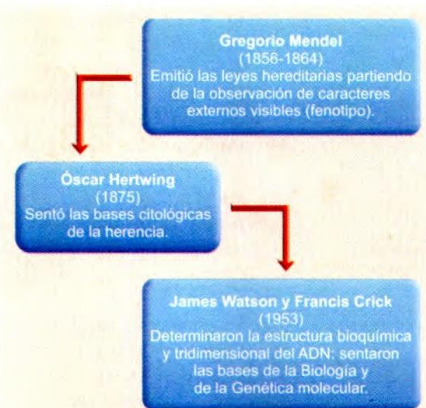 Gregorio Mendel
(1856-1864)
Emitió las leyes hereditarias partiendo
de la observación de caracteres
externos visibles (fenotipo).
Óscar Hertwing
(1875)
Sentó las bases citológicas
de la herencia.
James Watson y Francis Crick
(1953)
Determinaron la estructura bioquímica
y tridimensional del ADN: sentaron
las bases de la Biología y
de la Genética molecular.